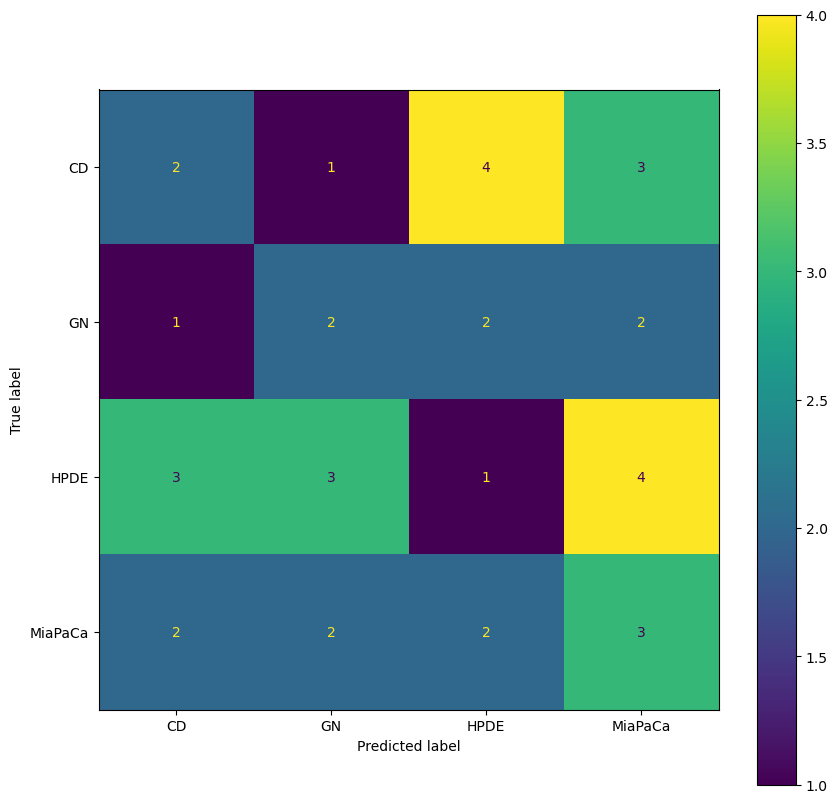 4.0
3.5
3.0
2.5
2.0
1.5
1.0
True label
CD 2 1 4 3
GN 1 2 2 2
HPDE 3 3 1 4
MiaPaCa 2 2 2 3
CD GN HPDE MiaPaCa
Predicted label